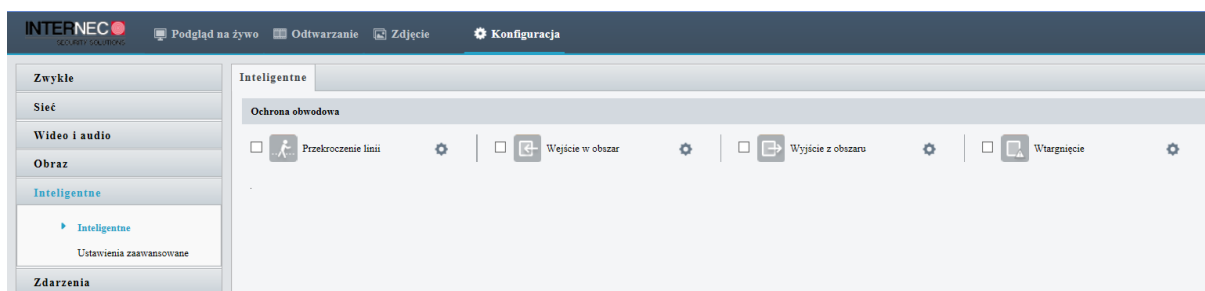 INTERNEC
SECURITY SOLUTIONS
Podgląd na żywo Odtwarzanie Zdjęcie Konfiguracja
Zwykłe
Sieć
Wideo i audio
Obraz
Inteligentne
Inteligentne
Ustawienia zaawansowane
Zdarzenia
Inteligentne
Ochrona obwodowa
Przekroczenie linii Wejście w obszar Wyjście z obszaru Wtargnięcie